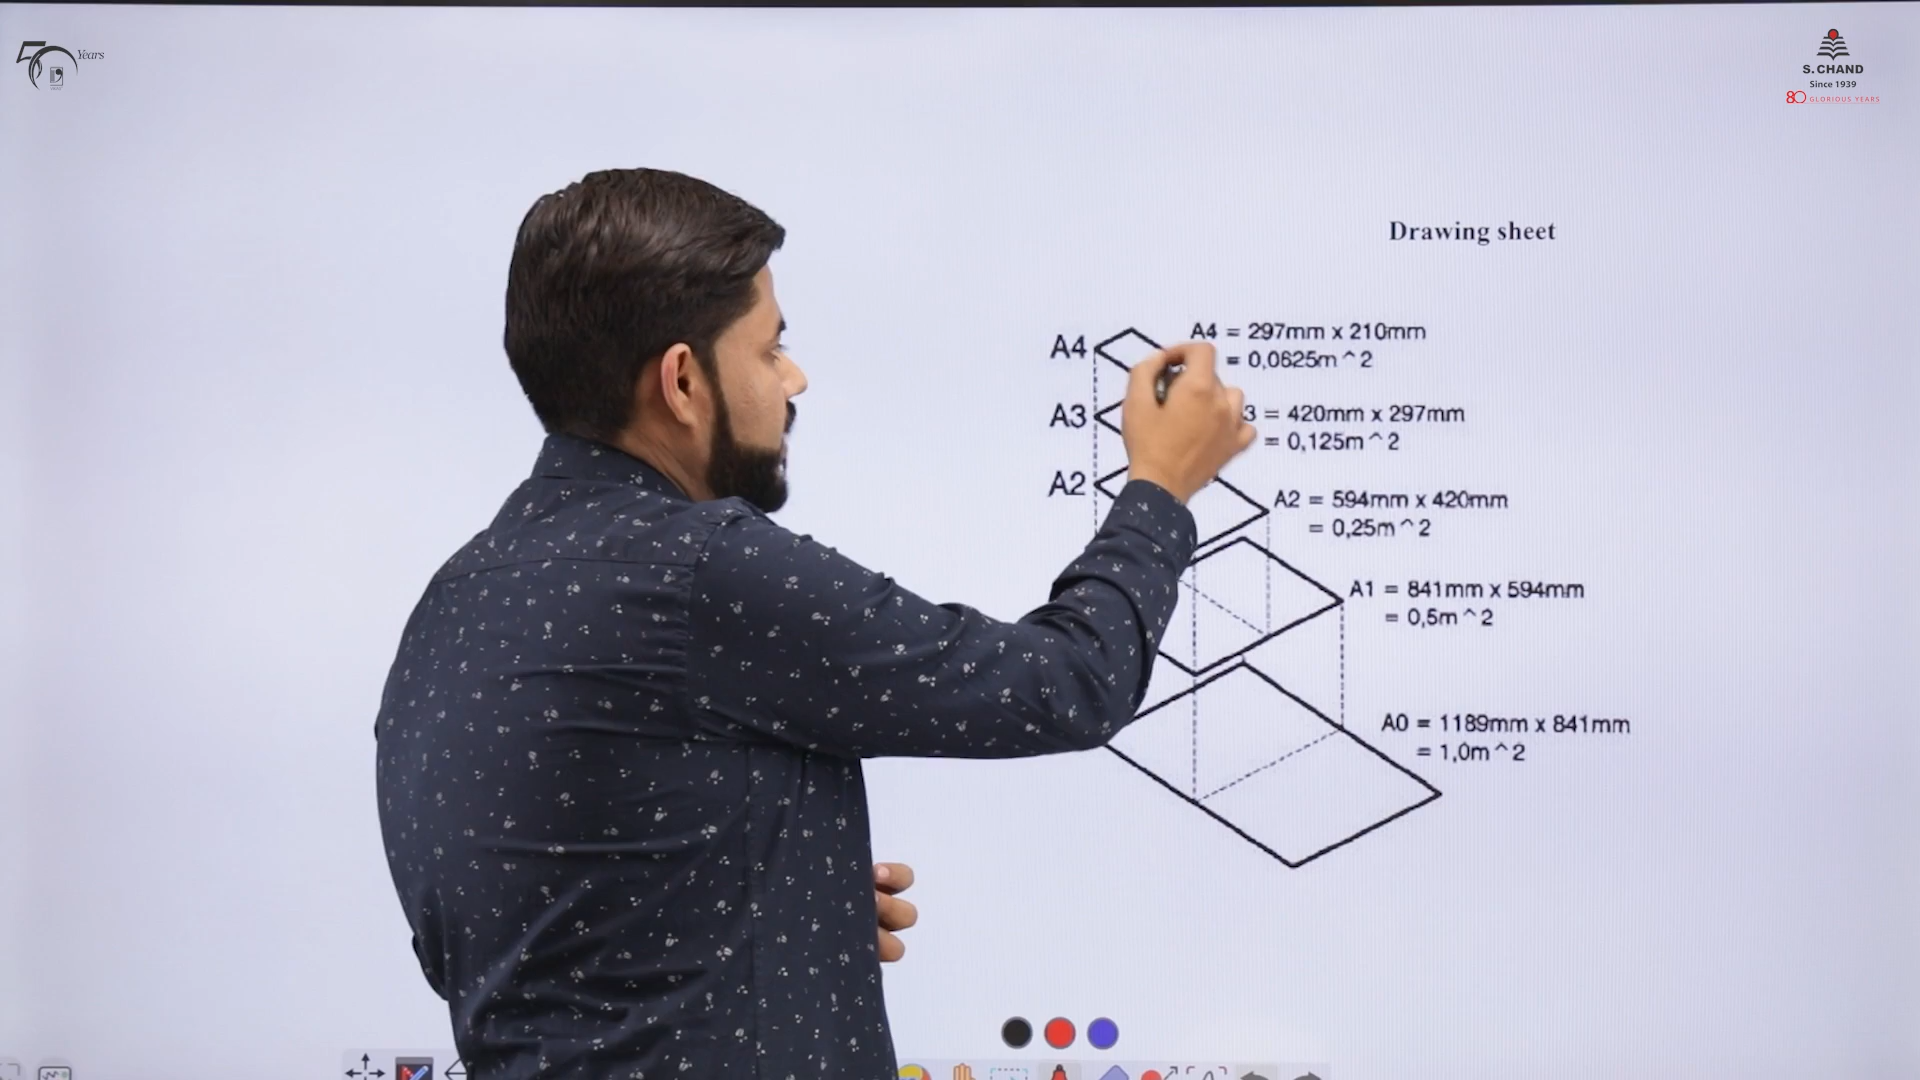 50 Years
S. CHAND
Since 1939
80 GLORIOUS YEARS
Drawing sheet
A4
A4 = 297mm x 210mm
= 0,0625m^2
A3
3 = 420mm x 297mm
= 0,125m^2
A2
A2 = 594mm x 420mm
= 0,25m^2
A1 = 841mm x 594mm
= 0,5m^2
A0 = 1189mm x 841mm
= 1,0m^2